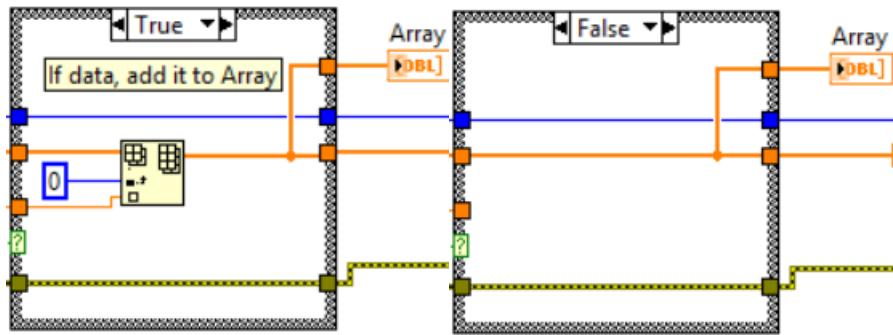 True
Array
DBL]
If data, add it to Array
0
?
False
Array
DBL]
?